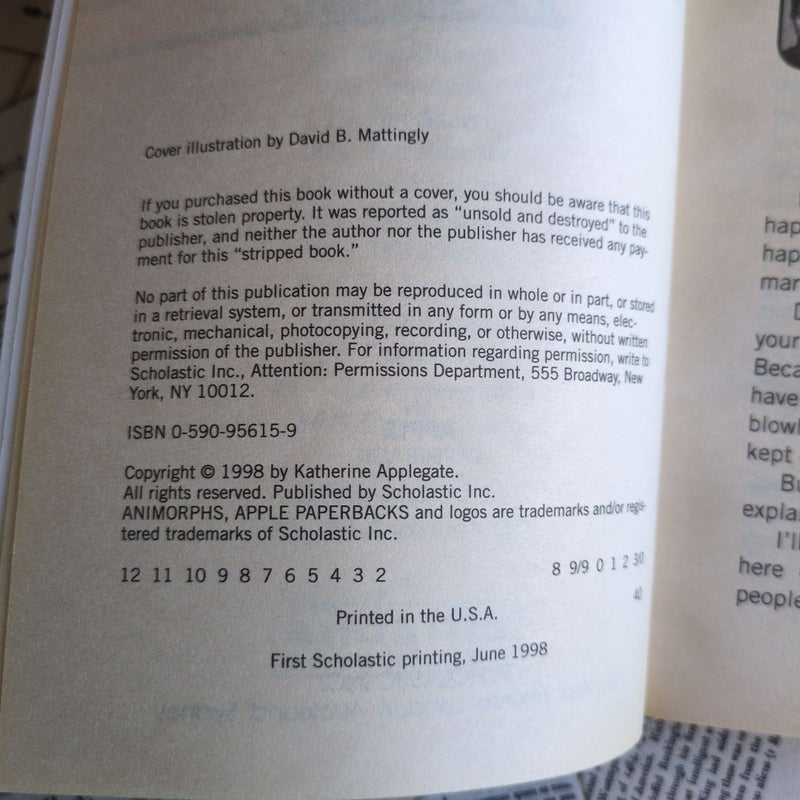 Cover illustration by David B. Mattingly
If you purchased this book without a cover, you should be aware that this
book is stolen property. It was reported as “unsold and destroyed” to the
publisher, and neither the author nor the publisher has received any pay-
ment for this “stripped book.”
No part of this publication may be reproduced in whole or in part, or stored
in a retrieval system, or transmitted in any form or by any means, elec-
tronic, mechanical, photocopying, recording, or otherwise, without written
permission of the publisher. For information regarding permission, write to
Scholastic Inc., Attention: Permissions Department, 555 Broadway, New
York, NY 10012.
ISBN 0-590-95615-9
Copyright © 1998 by Katherine Applegate.
All rights reserved. Published by Scholastic Inc.
ANIMORPHS, APPLE PAPERBACKS and logos are trademarks and/or regis-
tered trademarks of Scholastic Inc.
12 11 10 9 8 7 6 5 4 3 2 8 9/9 0 1 2 3/0
40
Printed in the U.S.A.
First Scholastic printing, June 1998
hap
hap
mar
D
your
Beca
have
blowh
kept
Bu
expla
I'll
here
people